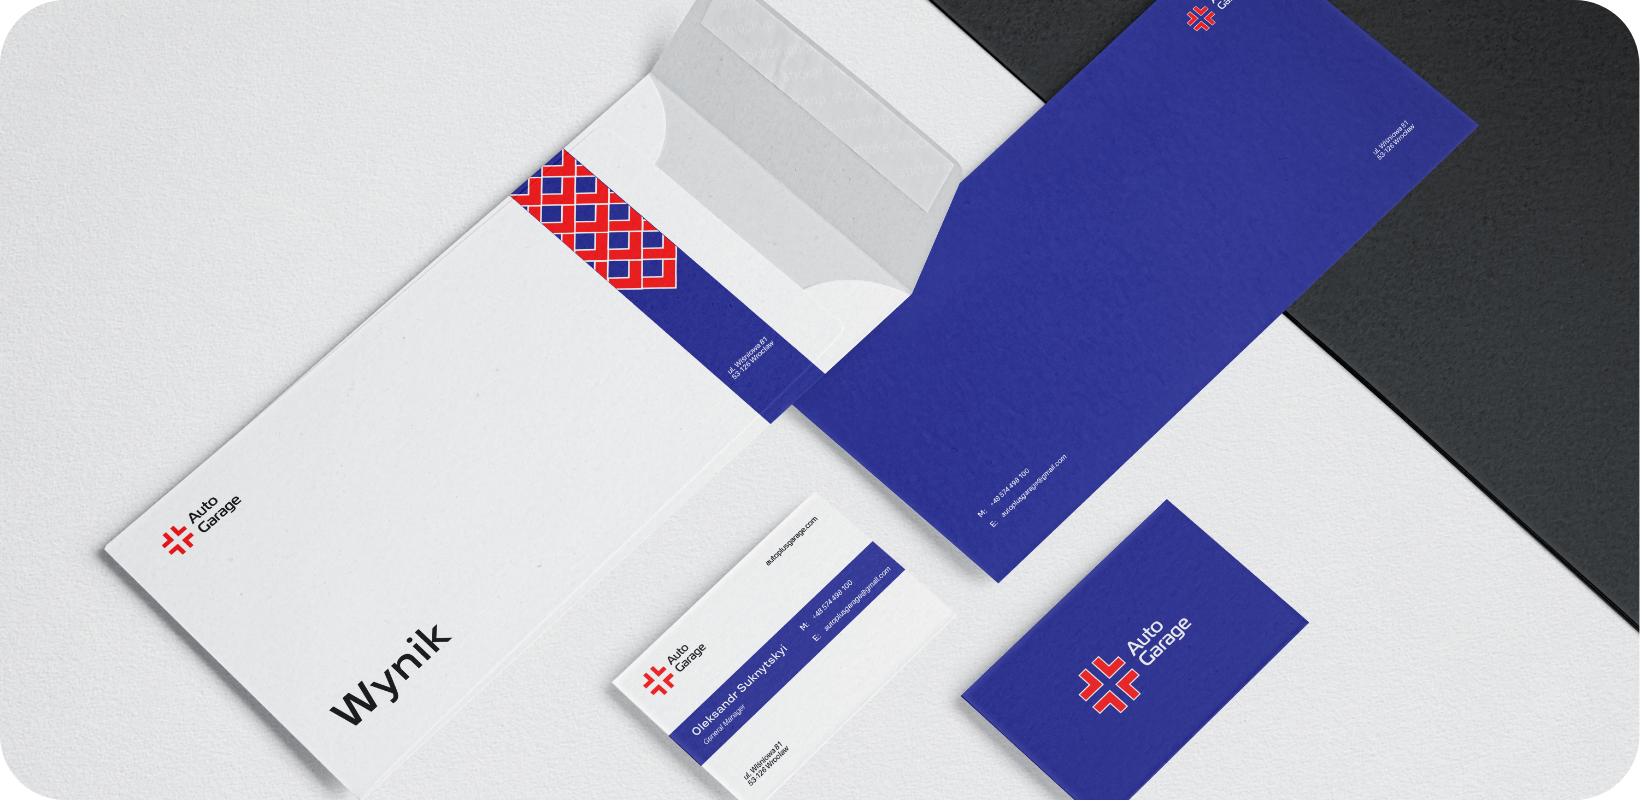 Auto
Garage
Wynik
ul. Wiśniowa 81
53-126 Wrocław
ul. Wiśniowa 81
53-126 Wrocław
M: +48 574 498 100
E: autoplusgarage@gmail.com
autoplusgarage.com
Auto
Garage
Oleksandr Suknytskyi
General Manager
M: +48 574 498 100
E: autoplusgarage@gmail.com
ul. Wiśniowa 81
53-126 Wrocław
Auto
Garage